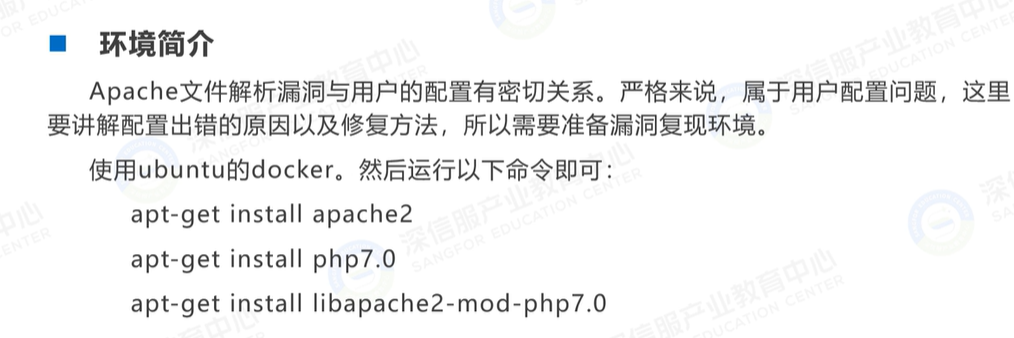 环境简介
Apache文件解析漏洞与用户的配置有密切关系。严格来说，属于用户配置问题，这里
要讲解配置出错的原因以及修复方法，所以需要准备漏洞复现环境。
使用ubuntu的docker。然后运行以下命令即可：
apt-get install apache2
apt-get install php7.0
apt-get install libapache2-mod-php7.0
深信服产业教育中心
SANGFOR EDUCATION CENTER